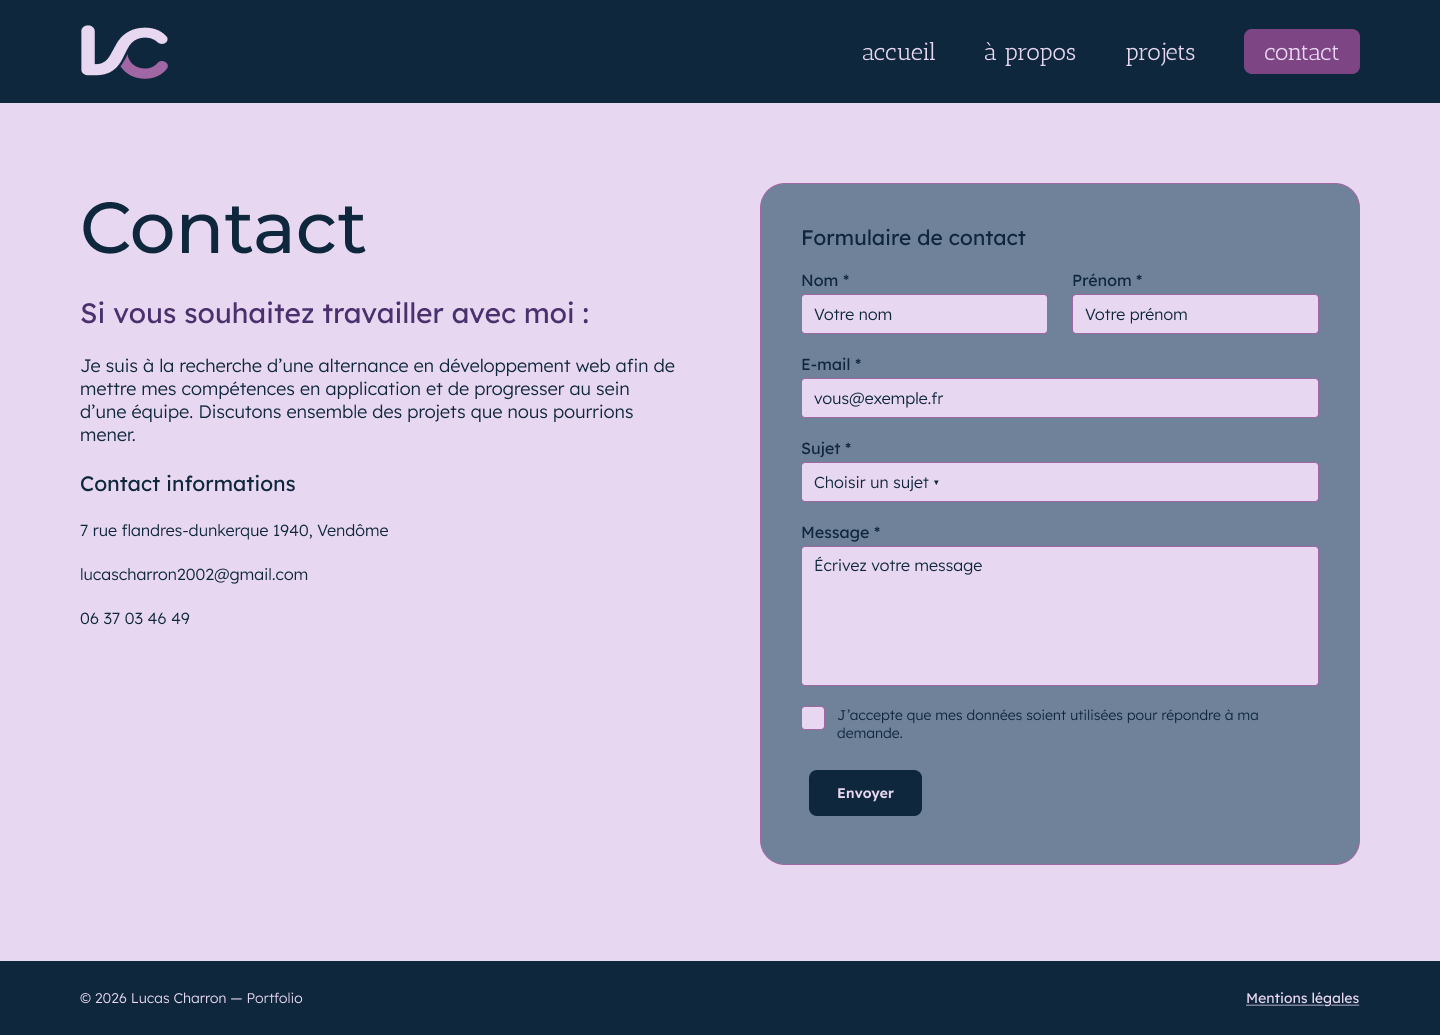 VC
accueil
à propos
projets
contact
Contact
Si vous souhaitez travailler avec moi :
Je suis à la recherche d’une alternance en développement web afin de
mettre mes compétences en application et de progresser au sein
d’une équipe. Discutons ensemble des projets que nous pourrions
mener.
Contact informations
7 rue flandres-dunkerque 1940, Vendôme
lucascharron2002@gmail.com
06 37 03 46 49
Formulaire de contact
Nom *
Prénom *
Votre nom
Votre prénom
E-mail *
vous@exemple.fr
Sujet *
Choisir un sujet ▾
Message *
Écrivez votre message
J’accepte que mes données soient utilisées pour répondre à ma
demande.
Envoyer
© 2026 Lucas Charron — Portfolio
Mentions légales